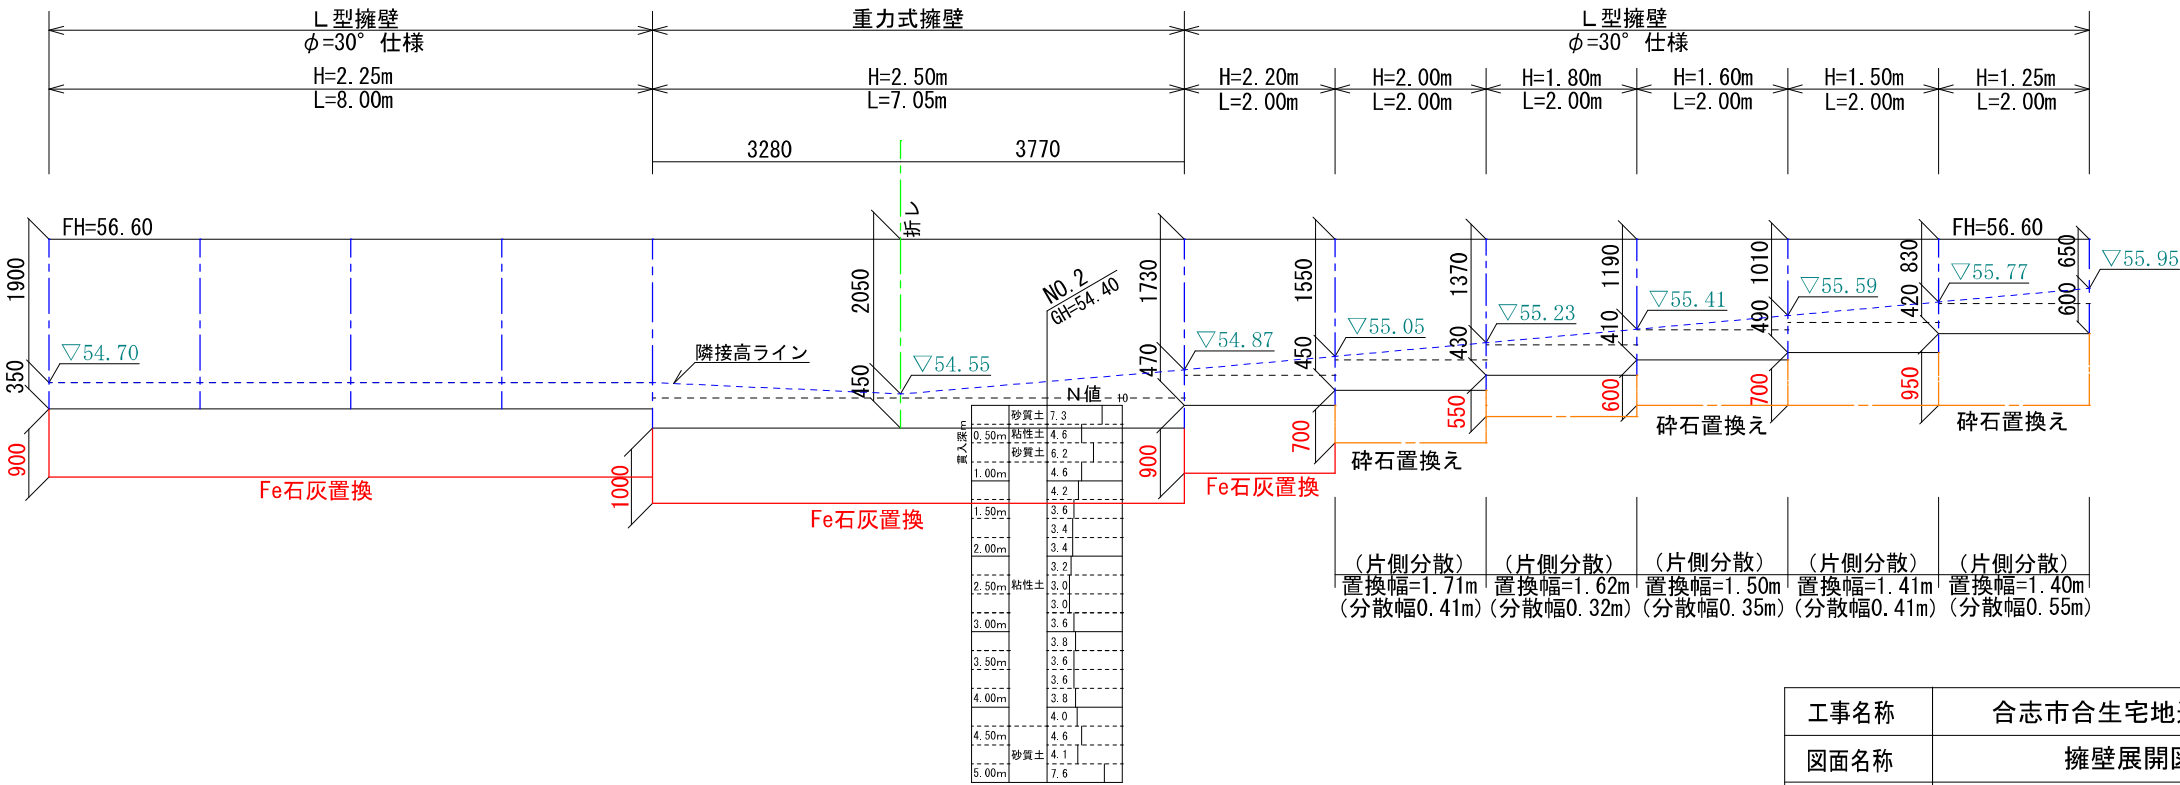 L型擁壁
φ=30° 仕様
重力式擁壁
L型擁壁
φ=30° 仕様
H=2.25m
L=8.00m
H=2.50m
L=7.05m
H=2.20m
L=2.00m
H=2.00m
L=2.00m
H=1.80m
L=2.00m
H=1.60m
L=2.00m
H=1.50m
L=2.00m
H=1.25m
L=2.00m
3280
3770
FH=56.60
折レ
FH=56.60
1900
2050
1730
1550
1370
1190
1010
830
650
NO.2
GH=54.40
▽54.70
隣接高ライン
▽54.55
▽54.87
▽55.05
▽55.23
▽55.41
▽55.59
▽55.77
▽55.95
350
450
470
450
430
410
490
420
600
900
1000
900
700
550
600
700
950
Fe石灰置換
Fe石灰置換
Fe石灰置換
砕石置換え
砕石置換え
砕石置換え
N値
10
貫入深m
砂質土 7.3
0.50m 粘性土 4.6
砂質土 6.2
1.00m 4.6
4.2
1.50m 3.6
3.4
2.00m 3.4
3.2
2.50m 粘性土 3.0
3.0
3.00m 3.6
3.8
3.50m 3.6
3.6
4.00m 3.8
4.0
4.50m 4.6
砂質土 4.1
5.00m 7.6
(片側分散)
置換幅=1.71m
(分散幅0.41m)
(片側分散)
置換幅=1.62m
(分散幅0.32m)
(片側分散)
置換幅=1.50m
(分散幅0.35m)
(片側分散)
置換幅=1.41m
(分散幅0.41m)
(片側分散)
置換幅=1.40m
(分散幅0.55m)
工事名称 合志市合生宅地
図面名称 擁壁展開図